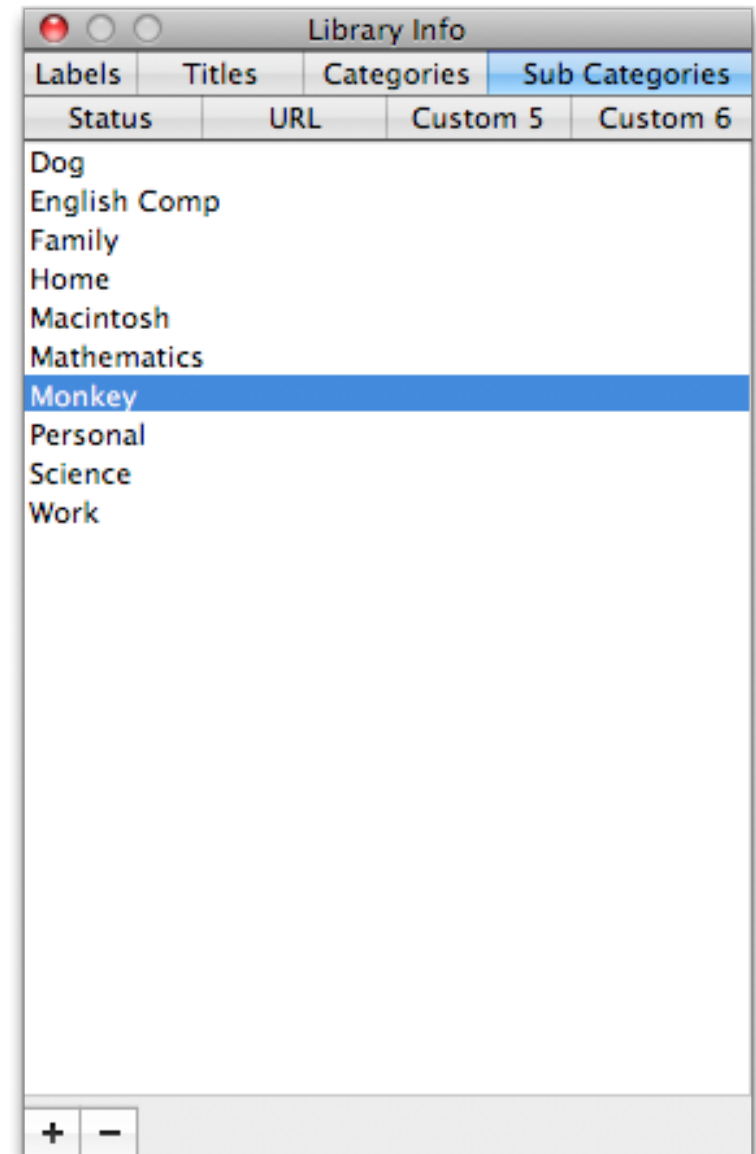 Library Info
Labels Titles Categories Sub Categories
Status URL Custom 5 Custom 6
Dog
English Comp
Family
Home
Macintosh
Mathematics
Monkey
Personal
Science
Work
+ −